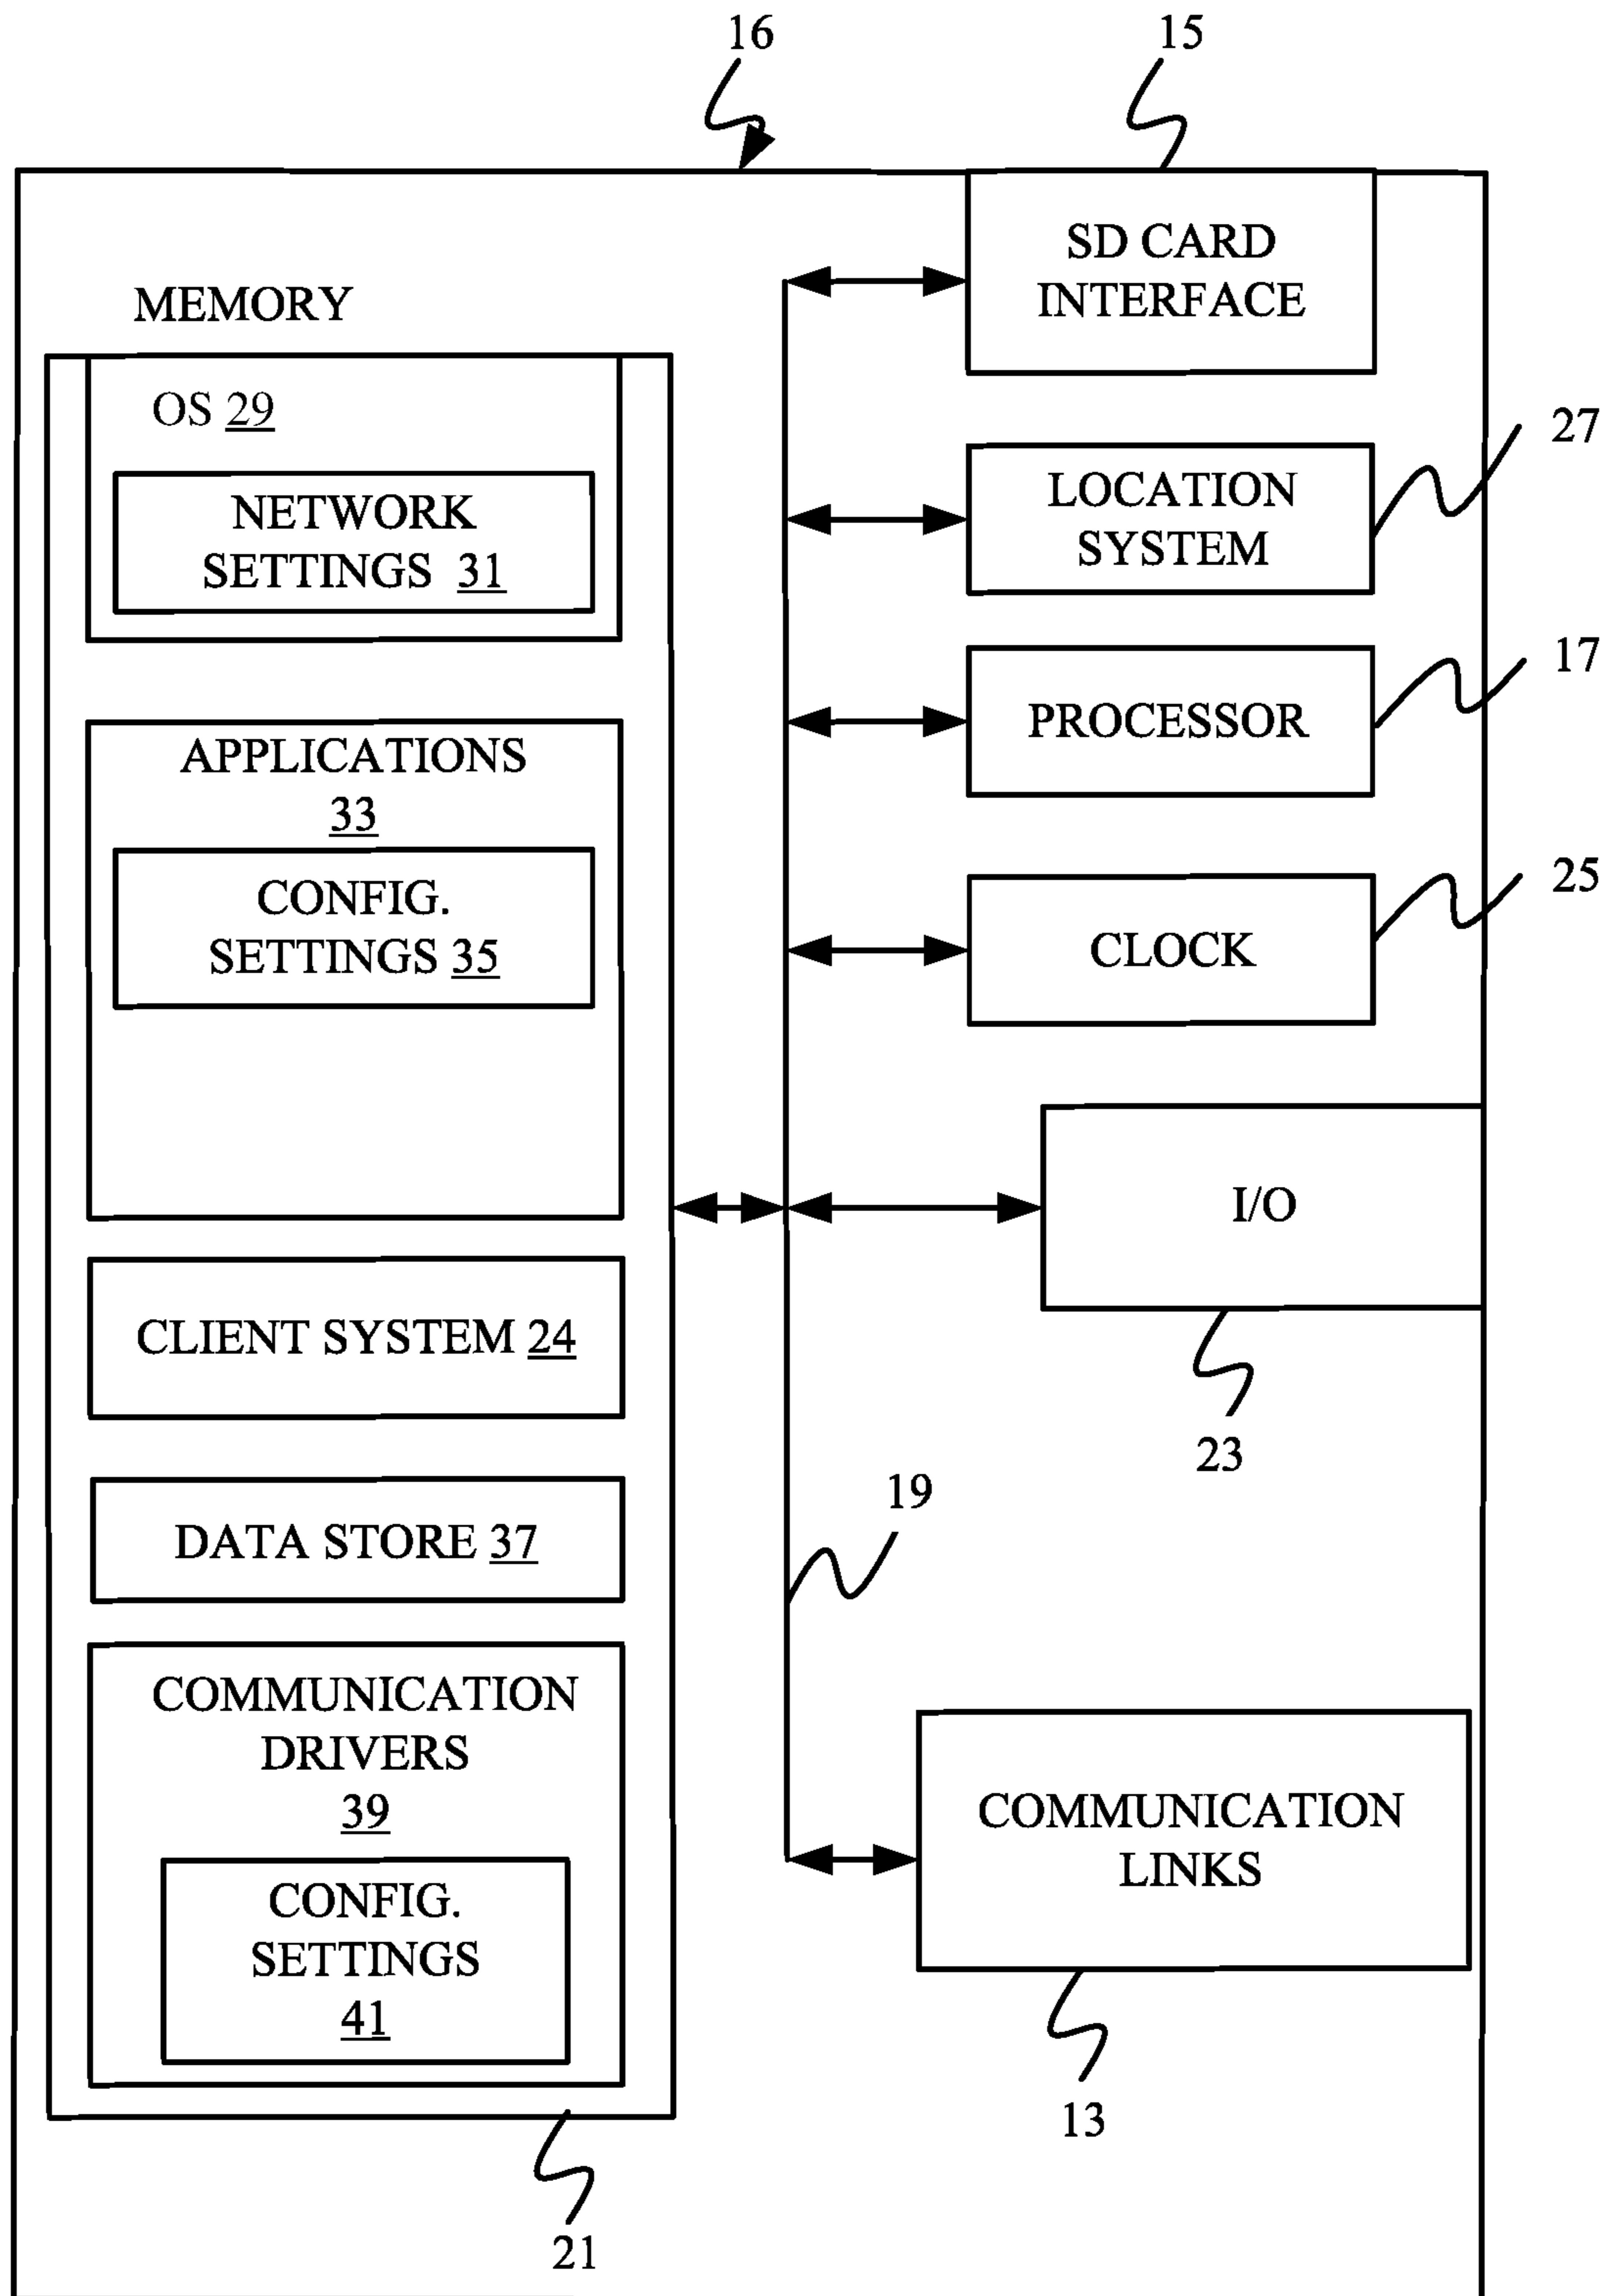 16
15
SD CARD
INTERFACE
MEMORY
OS 29
NETWORK
SETTINGS 31
27
LOCATION
SYSTEM
17
PROCESSOR
APPLICATIONS
33
CONFIG.
SETTINGS 35
25
CLOCK
I/O
23
CLIENT SYSTEM 24
19
DATA STORE 37
COMMUNICATION
DRIVERS
39
CONFIG.
SETTINGS
41
COMMUNICATION
LINKS
13
21